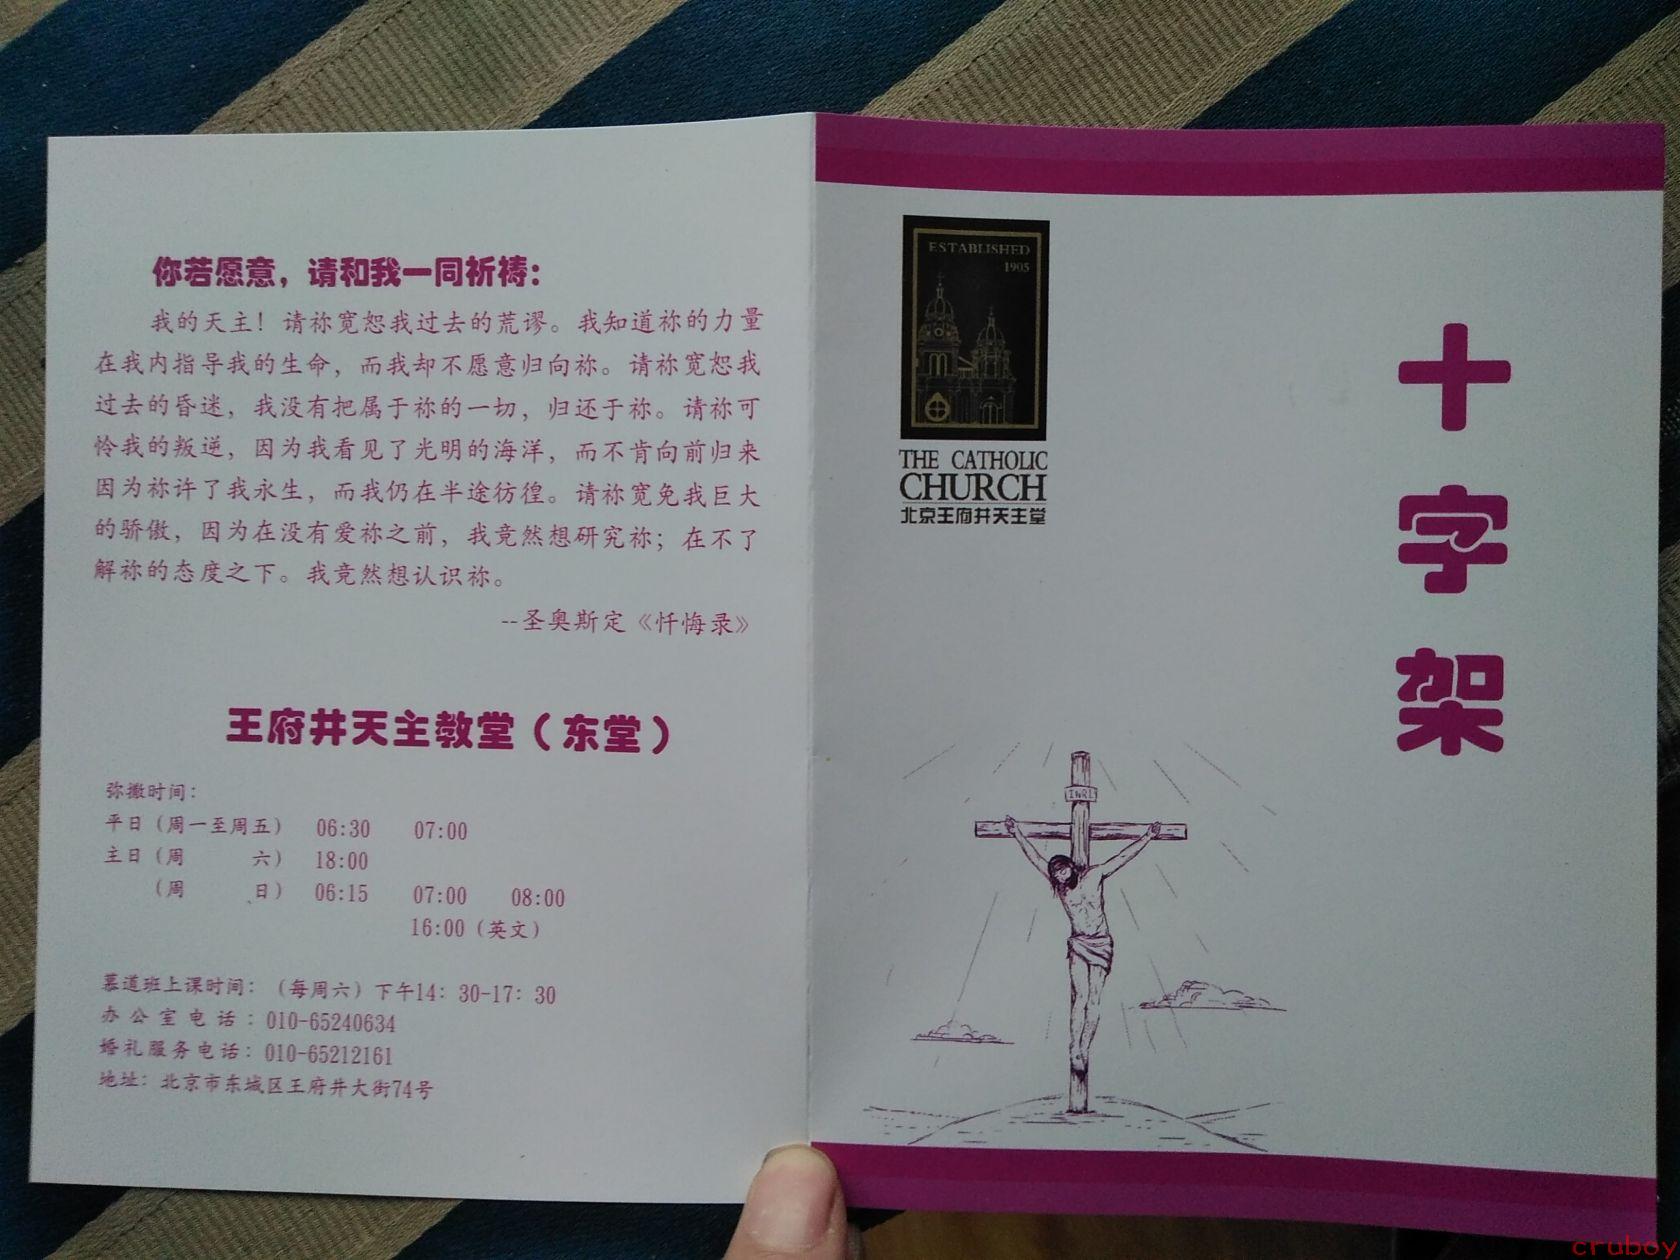 你若愿意，请和我一同祈祷：
我的天主！请祢宽恕我过去的荒谬。我知道祢的力量
在我内指导我的生命，而我却不愿意归向祢。请祢宽恕我
过去的昏迷，我没有把属于祢的一切，归还于祢。请祢可
怜我的叛逆，因为我看见了光明的海洋，而不肯向前归来
因为祢许了我永生，而我仍在半途彷徨。请祢宽免我巨大
的骄傲，因为在没有爱祢之前，我竟然想研究祢；在不了
解祢的态度之下。我竟然想认识祢。
--圣奥斯定《忏悔录》
王府井天主教堂（东堂）
弥撒时间：
平日（周一至周五） 06:30 07:00
主日（周 六） 18:00
（周 日） 06:15 07:00 08:00
16:00（英文）
慕道班上课时间：（每周六）下午14：30-17：30
办公室电话：010-65240634
婚礼服务电话：010-65212161
地址：北京市东城区王府井大街74号
ESTABLISHED
1905
THE CATHOLIC
CHURCH
北京王府井天主堂
十字架
INRI
cruboy